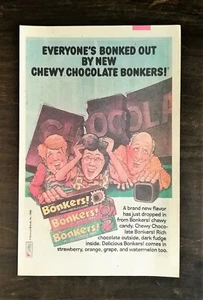 EVERYONE'S BONKED OUT
BY NEW
CHEWY CHOCOLATE BONKERS!
CHOCOLA
Bonkers!
Bonkers!
Bonkers!
A brand new flavor
has just dropped in
from Bonkers! chewy
candy. Chewy Choco-
late Bonkers! Rich
chocolate outside, dark fudge
inside. Delicious Bonkers! comes in
strawberry, orange, grape, and watermelon too.